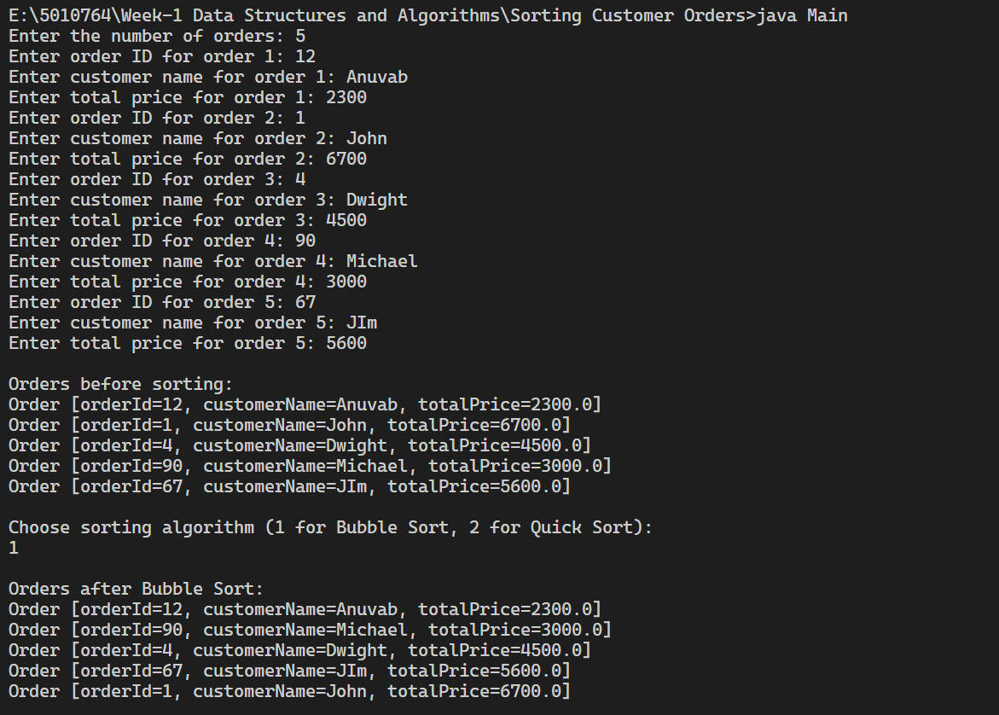 E:\5010764\Week-1 Data Structures and Algorithms\Sorting Customer Orders>java Main
Enter the number of orders: 5
Enter order ID for order 1: 12
Enter customer name for order 1: Anuvab
Enter total price for order 1: 2300
Enter order ID for order 2: 1
Enter customer name for order 2: John
Enter total price for order 2: 6700
Enter order ID for order 3: 4
Enter customer name for order 3: Dwight
Enter total price for order 3: 4500
Enter order ID for order 4: 90
Enter customer name for order 4: Michael
Enter total price for order 4: 3000
Enter order ID for order 5: 67
Enter customer name for order 5: JIm
Enter total price for order 5: 5600

Orders before sorting:
Order [orderId=12, customerName=Anuvab, totalPrice=2300.0]
Order [orderId=1, customerName=John, totalPrice=6700.0]
Order [orderId=4, customerName=Dwight, totalPrice=4500.0]
Order [orderId=90, customerName=Michael, totalPrice=3000.0]
Order [orderId=67, customerName=JIm, totalPrice=5600.0]

Choose sorting algorithm (1 for Bubble Sort, 2 for Quick Sort):
1

Orders after Bubble Sort:
Order [orderId=12, customerName=Anuvab, totalPrice=2300.0]
Order [orderId=90, customerName=Michael, totalPrice=3000.0]
Order [orderId=4, customerName=Dwight, totalPrice=4500.0]
Order [orderId=67, customerName=JIm, totalPrice=5600.0]
Order [orderId=1, customerName=John, totalPrice=6700.0]